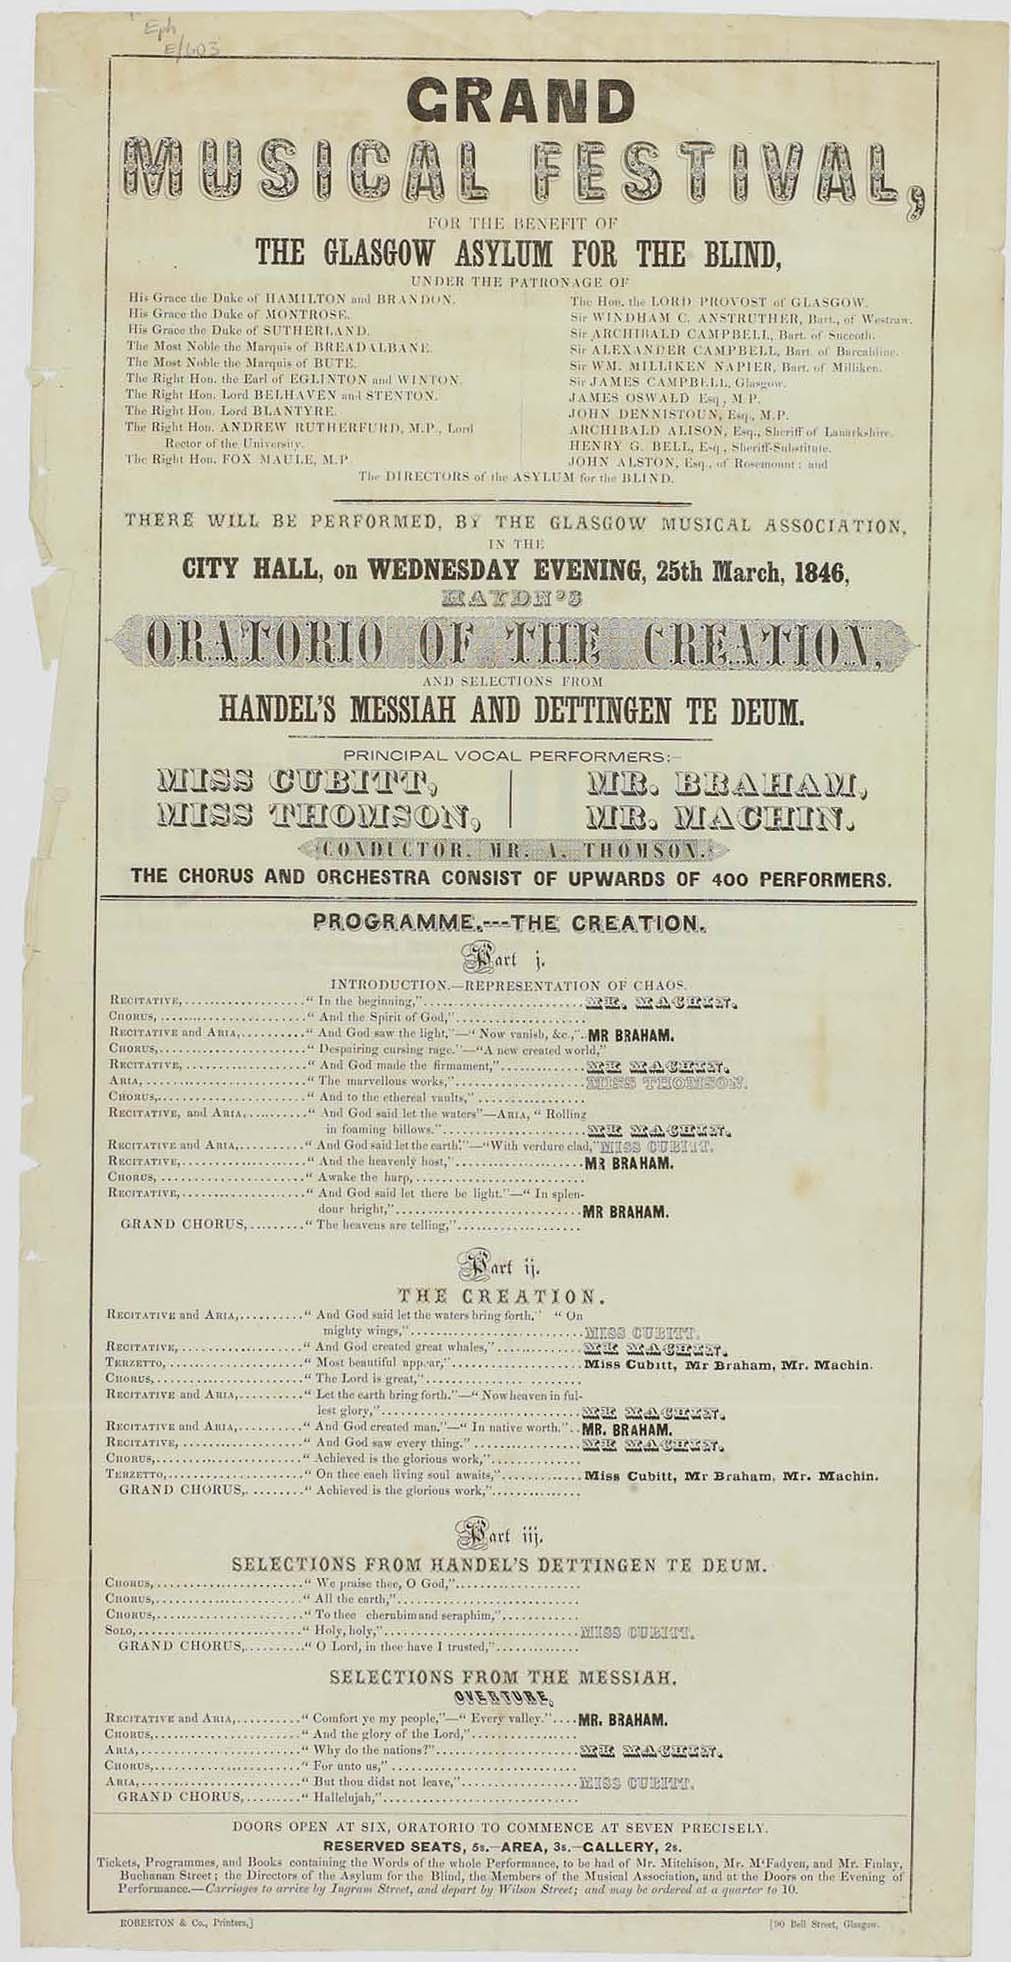 Eph
E/603
GRAND
MUSICAL FESTIVAL,
FOR THE BENEFIT OF
THE GLASGOW ASYLUM FOR THE BLIND,
UNDER THE PATRONAGE OF
His Grace the Duke of HAMILTON and BRANDON.
His Grace the Duke of MONTROSE.
His Grace the Duke of SUTHERLAND.
The Most Noble the Marquis of BREADALBANE.
The Most Noble the Marquis of BUTE.
The Right Hon. the Earl of EGLINTON and WINTON.
The Right Hon. Lord BELHAVEN and STENTON.
The Right Hon. Lord BLANTYRE.
The Right Hon. ANDREW RUTHERFURD, M.P., Lord
Rector of the University.
The Right Hon. FOX MAULE, M.P.
The Hon. the LORD PROVOST of GLASGOW.
Sir WINDHAM C. ANSTRUTHER, Bart., of Westraw.
Sir ARCHIBALD CAMPBELL, Bart. of Succoth.
Sir ALEXANDER CAMPBELL, Bart. of Barcaldine.
Sir WM. MILLIKEN NAPIER, Bart. of Milliken.
Sir JAMES CAMPBELL, Glasgow.
JAMES OSWALD Esq., M.P.
JOHN DENNISTOUN, Esq., M.P.
ARCHIBALD ALISON, Esq., Sheriff of Lanarkshire.
HENRY G. BELL, Esq., Sheriff-Substitute.
JOHN ALSTON, Esq., of Rosemount; and
The DIRECTORS of the ASYLUM for the BLIND.
THERE WILL BE PERFORMED, BY THE GLASGOW MUSICAL ASSOCIATION,
IN THE
CITY HALL, on WEDNESDAY EVENING, 25th March, 1846,
HAYDN'S
ORATORIO OF THE CREATION,
AND SELECTIONS FROM
HANDEL'S MESSIAH AND DETTINGEN TE DEUM.
PRINCIPAL VOCAL PERFORMERS:—
MISS CUBITT, MR. BRAHAM,
MISS THOMSON, MR. MACHIN.
CONDUCTOR, MR. A. THOMSON.
THE CHORUS AND ORCHESTRA CONSIST OF UPWARDS OF 400 PERFORMERS.
PROGRAMME.---THE CREATION.
Part j.
INTRODUCTION.—REPRESENTATION OF CHAOS.
RECITATIVE,...................." In the beginning,"........................... MR. MACHIN.
CHORUS, ........................" And the Spirit of God,"......................
RECITATIVE and ARIA,.........." And God saw the light."—" Now vanish, &c.,".. MR BRAHAM.
CHORUS,........................" Despairing cursing rage."—"A new created world,"
RECITATIVE, ...................." And God made the firmament,".............. MR MACHIN.
ARIA,..........................." The marvellous works,"...................... MISS THOMSON.
CHORUS,........................" And to the ethereal vaults," ..................
RECITATIVE, and ARIA,.........." And God said let the waters"—ARIA, " Rolling
in foaming billows."........................ MR MACHIN.
RECITATIVE and ARIA,.........." And God said let the earth."—"With verdure clad," MISS CUBITT.
RECITATIVE,...................." And the heavenly host,"...................... MR BRAHAM.
CHORUS, ........................" Awake the harp,............................
RECITATIVE,...................." And God said let there be light."—" In splen-
dour bright,".............................. MR BRAHAM.
GRAND CHORUS,........." The heavens are telling,"....................
Part ij.
THE CREATION.
RECITATIVE and ARIA,.........." And God said let the waters bring forth." " On
mighty wings,"............................ MISS CUBITT.
RECITATIVE,...................." And God created great whales,".............. MR MACHIN.
TERZETTO,......................" Most beautiful appear,"...................... Miss Cubitt, Mr Braham, Mr. Machin.
CHORUS,........................" The Lord is great,"..........................
RECITATIVE and ARIA,.........." Let the earth bring forth."—" Now heaven in ful-
lest glory,"................................ MR MACHIN.
RECITATIVE and ARIA,.........." And God created man."—" In native worth.".. MR. BRAHAM.
RECITATIVE,...................." And God saw every thing." .................. MR MACHIN.
CHORUS,........................" Achieved is the glorious work,"..............
TERZETTO,......................" On thee each living soul awaits,"............ Miss Cubitt, Mr Braham, Mr. Machin.
GRAND CHORUS,........." Achieved is the glorious work,"..............
Part iij.
SELECTIONS FROM HANDEL'S DETTINGEN TE DEUM.
CHORUS,........................" We praise thee, O God,"....................
CHORUS,........................" All the earth,"..............................
CHORUS,........................" To thee cherubim and seraphim,"............
SOLO,..........................." Holy, holy,"................................ MISS CUBITT.
GRAND CHORUS,.........." O Lord, in thee have I trusted,"..............
SELECTIONS FROM THE MESSIAH.
OVERTURE,
RECITATIVE and ARIA,.........." Comfort ye my people,"—" Every valley.".... MR. BRAHAM.
CHORUS,........................" And the glory of the Lord,"..................
ARIA,..........................." Why do the nations?"........................ MR MACHIN.
CHORUS,........................" For unto us," ..............................
ARIA,..........................." But thou didst not leave,".................... MISS CUBITT.
GRAND CHORUS,........." Hallelujah,"................................
DOORS OPEN AT SIX, ORATORIO TO COMMENCE AT SEVEN PRECISELY.
RESERVED SEATS, 5s.—AREA, 3s.—GALLERY, 2s.
Tickets, Programmes, and Books containing the Words of the whole Performance, to be had of Mr. Mitchison, Mr. M'Fadyen, and Mr. Finlay,
Buchanan Street; the Directors of the Asylum for the Blind, the Members of the Musical Association, and at the Doors on the Evening of
Performance.—Carriages to arrive by Ingram Street, and depart by Wilson Street; and may be ordered at a quarter to 10.
ROBERTON & Co., Printers,] [90 Bell Street, Glasgow.